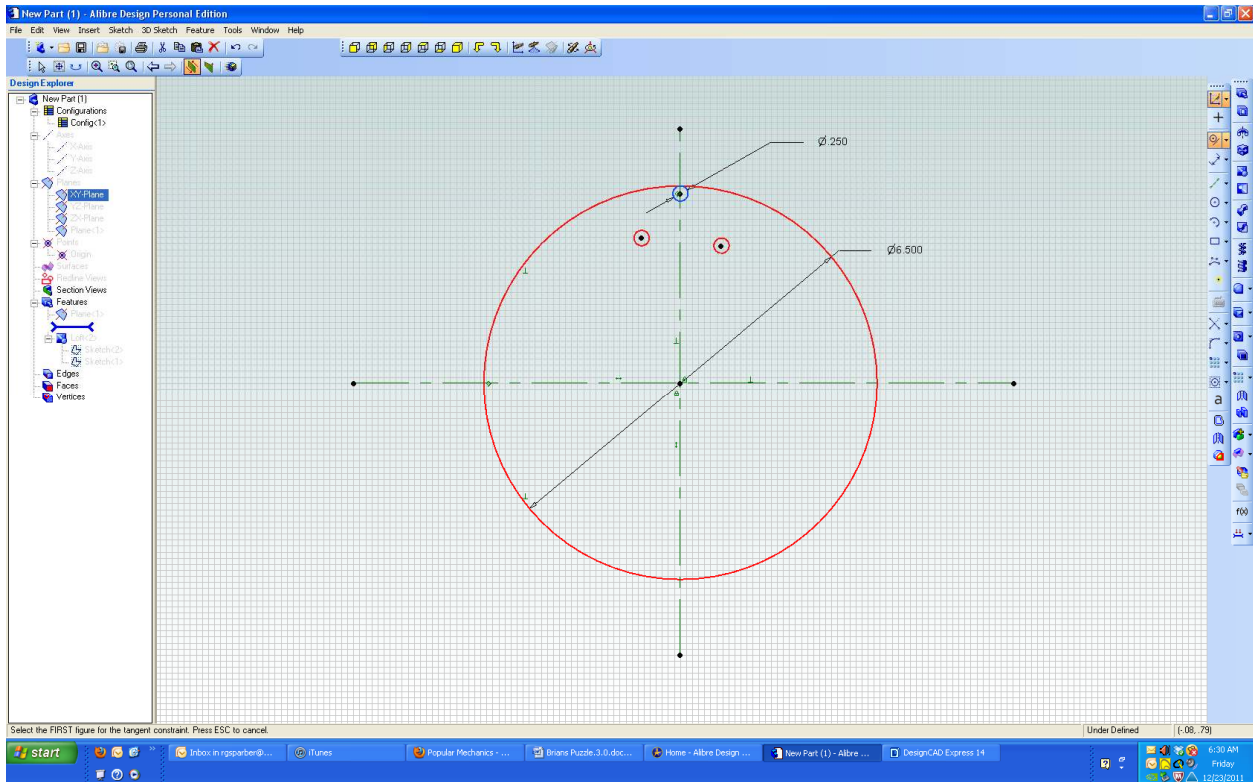 New Part (1) - Alibre Design Personal Edition
File Edit View Insert Sketch 3D Sketch Feature Tools Window Help
Design Explorer
New Part (1)
Configurations
Config<1>
Axes
X-Axis
Y-Axis
Z-Axis
Planes
XY-Plane
YZ-Plane
ZX-Plane
Plane<1>
Points
Origin
Surfaces
Redline Views
Section Views
Features
Plane<1>
Loft<2>
Sketch<2>
Sketch<1>
Edges
Faces
Vertices
Ø.250
Ø6.500
a
f(x)
Select the FIRST figure for the tangent constraint. Press ESC to cancel.
Under Defined
(-.08, .79)
start
Inbox in rgsparber@...
iTunes
Popular Mechanics - ...
Brians Puzzle.3.0.doc...
Home - Alibre Design ...
New Part (1) - Alibre ...
DesignCAD Express 14
6:30 AM
Friday
12/23/2011